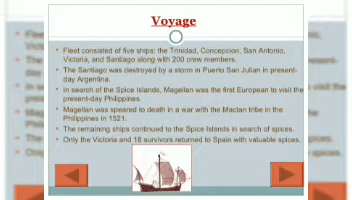 Voyage
• Fleet consisted of five ships: the Trinidad, Concepcion, San Antonio,
Victoria, and Santiago along with 200 crew members.
• The Santiago was destroyed by a storm in Puerto San Julian in present-
day Argentina.
• in search of the Spice Islands, Magellan was the first European to visit the
present-day Philippines.
• Magellan was speared to death in a war with the Mactan tribe in the
Philippines in 1521.
• The remaining ships continued to the Spice Islands in search of spices.
• Only the Victoria and 18 survivors returned to Spain with valuable spices.